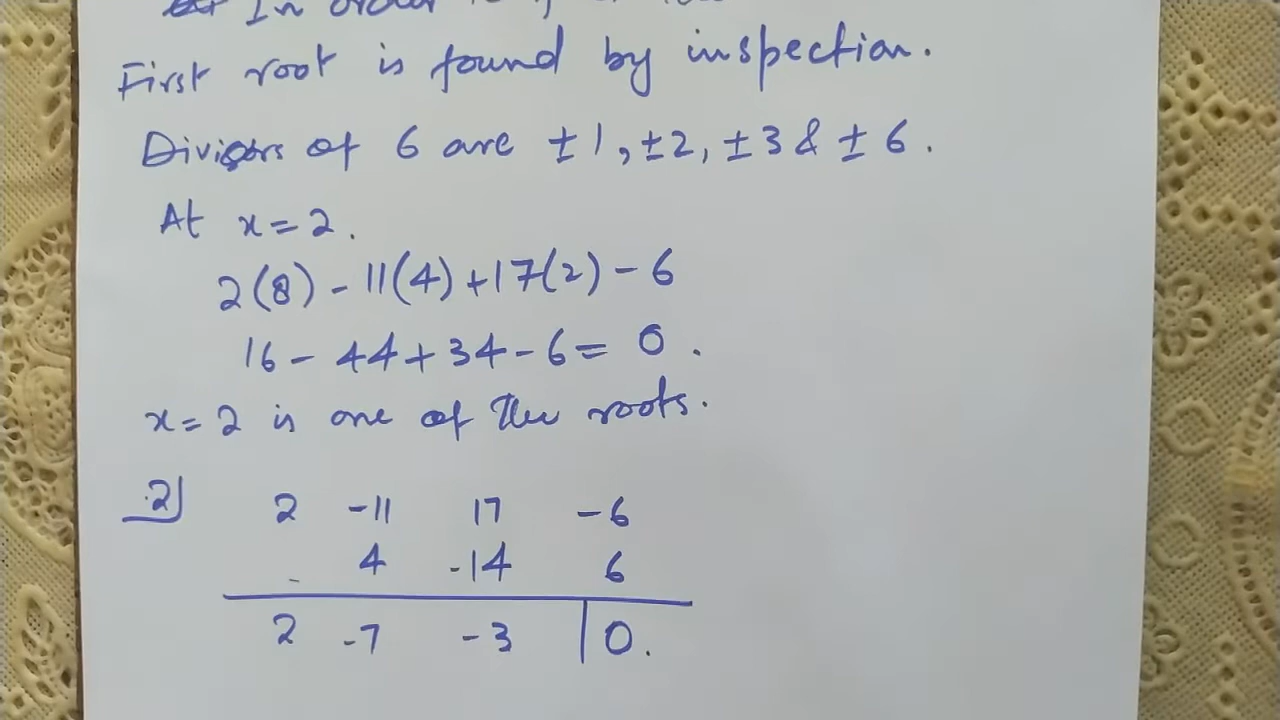 In order
First root is found by inspection.
Divisors of 6 are ±1, ±2, ±3 & ±6.
At x=2.
2(8) - 11(4) + 17(2) - 6
16 - 44 + 34 - 6 = 0.
x=2 is one of the roots.
2 2 -11 17 -6
4 -14 6
2 -7 -3 0.